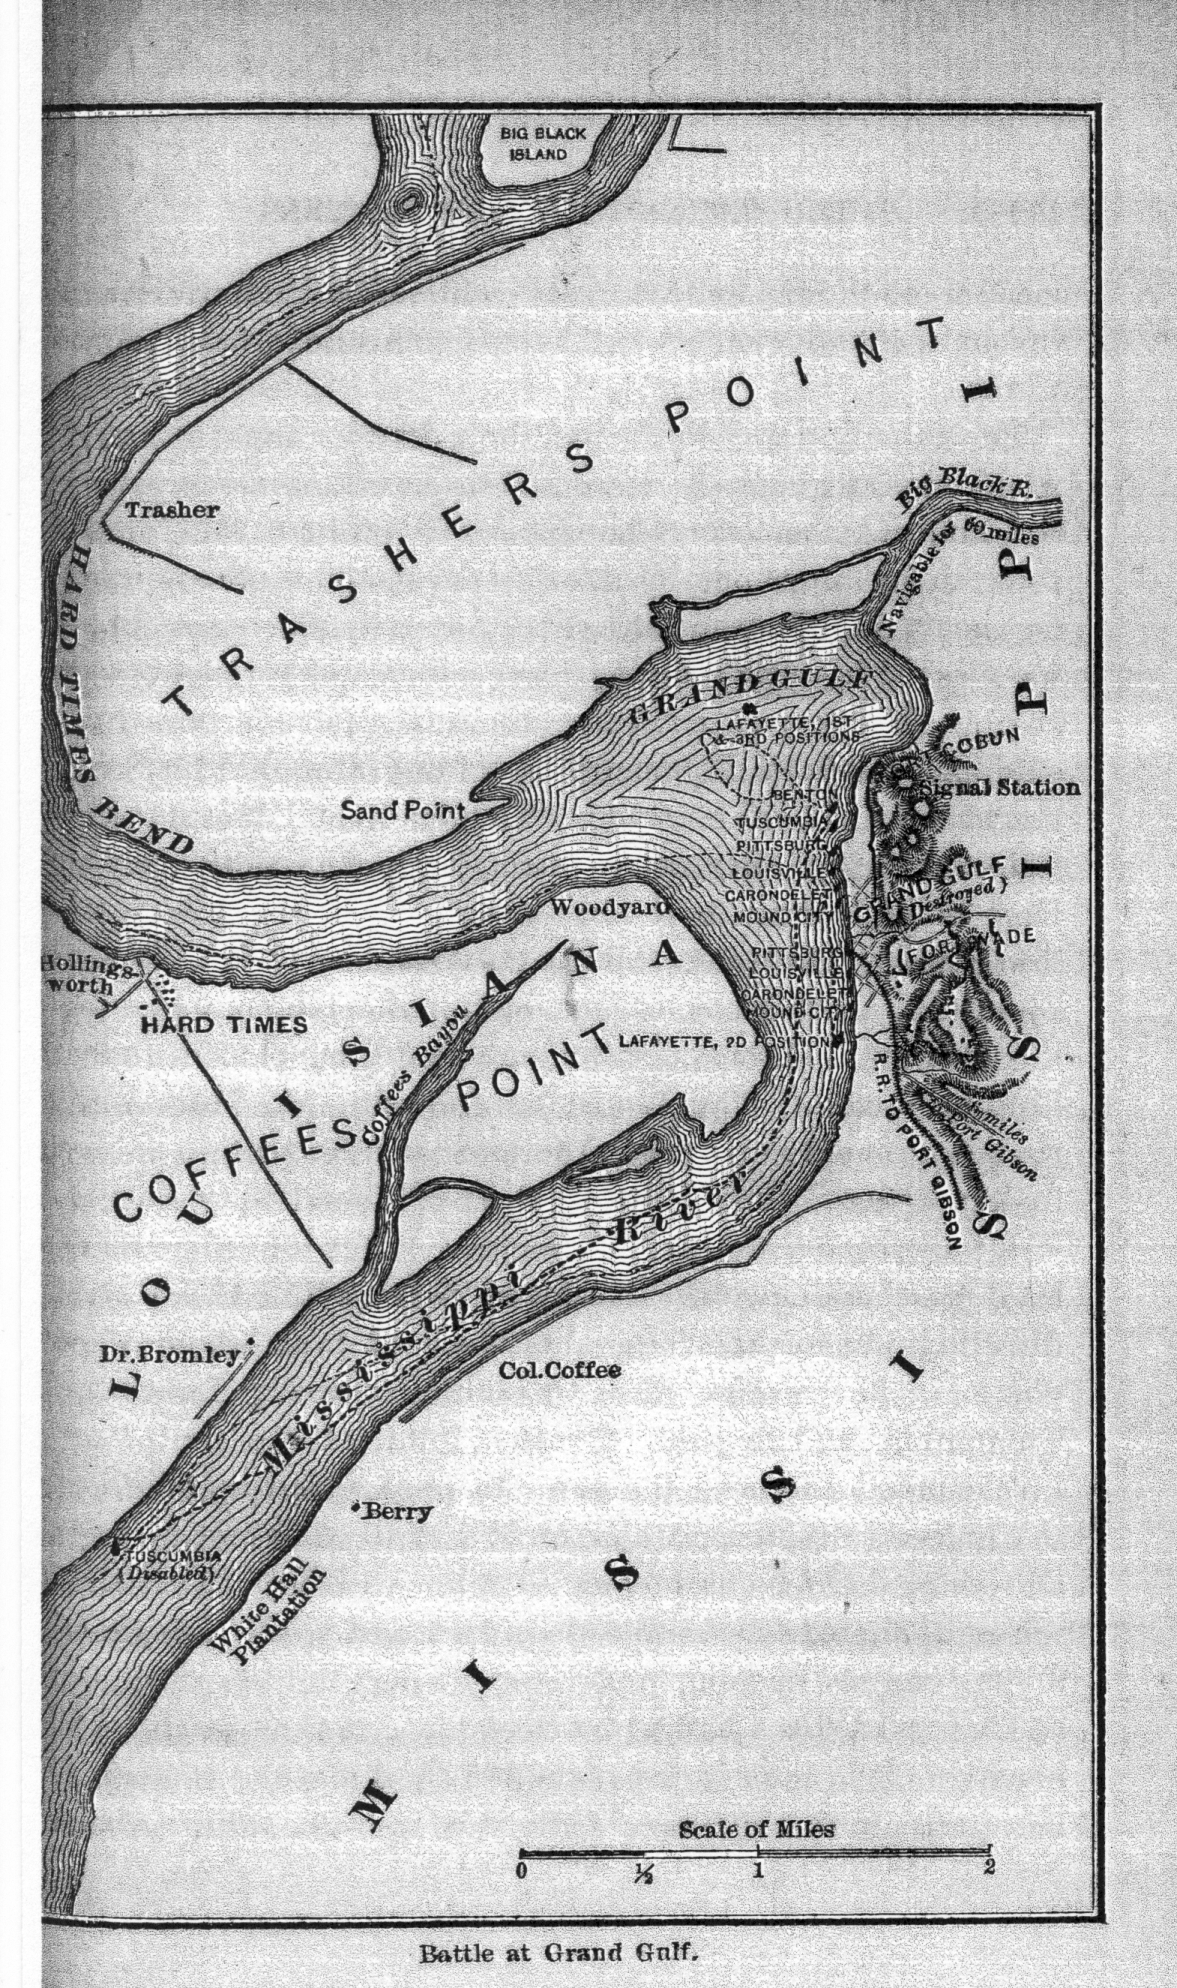 BIG BLACK
ISLAND
TRASHERS POINT
Big Black R.
Navigable for 60 miles
Trasher
HARD TIMES BEND
GRAND GULF
LAFAYETTE, 1ST
& 3RD POSITIONS
COBUN
Signal Station
Sand Point
BENTON
TUSCUMBIA
PITTSBURG
LOUISVILLE
CARONDELET
MOUND CITY
GRAND GULF
(Destroyed)
Woodyard
FORT WADE
PITTSBURG
LOUISVILLE
CARONDELET
MOUND CITY
LAFAYETTE, 2D POSITION
Hollings-
worth
HARD TIMES
LOUISIANA
Coffees Bayou
COFFEES POINT
R.R. TO PORT GIBSON
miles
to Port Gibson
Mississippi River
Dr. Bromley
Col. Coffee
Berry
TUSCUMBIA
(Disabled)
White Hall
Plantation
MISSISSIPPI
Scale of Miles
0 ½ 1 2
Battle at Grand Gulf.